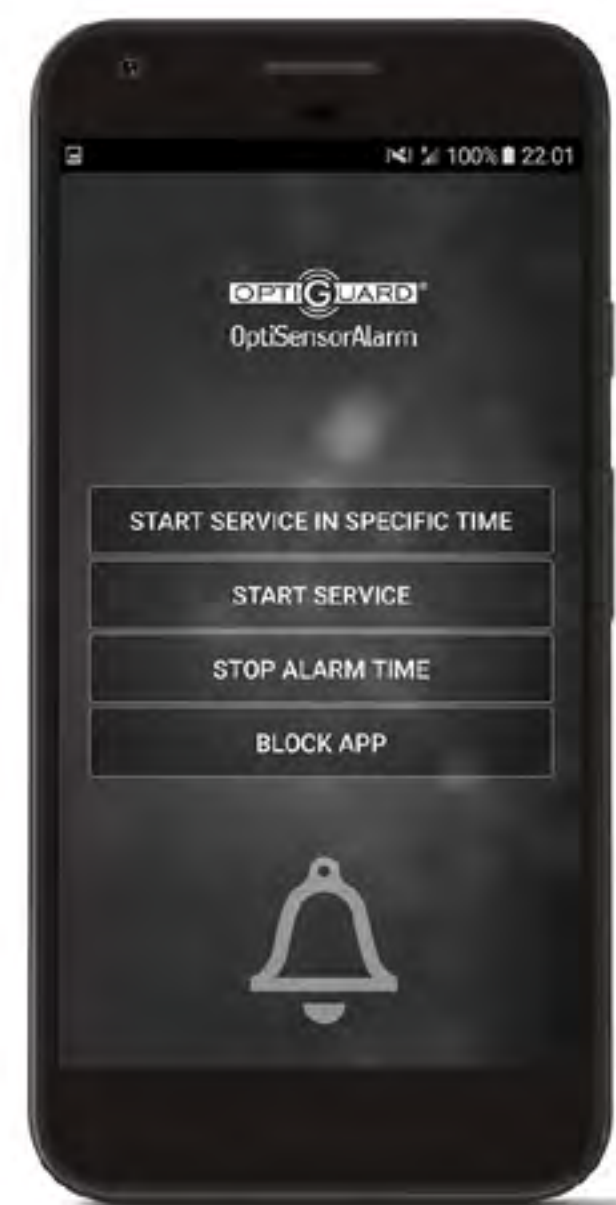 100% 22:01
OPTIGUARD®
OptiSensorAlarm
START SERVICE IN SPECIFIC TIME
START SERVICE
STOP ALARM TIME
BLOCK APP